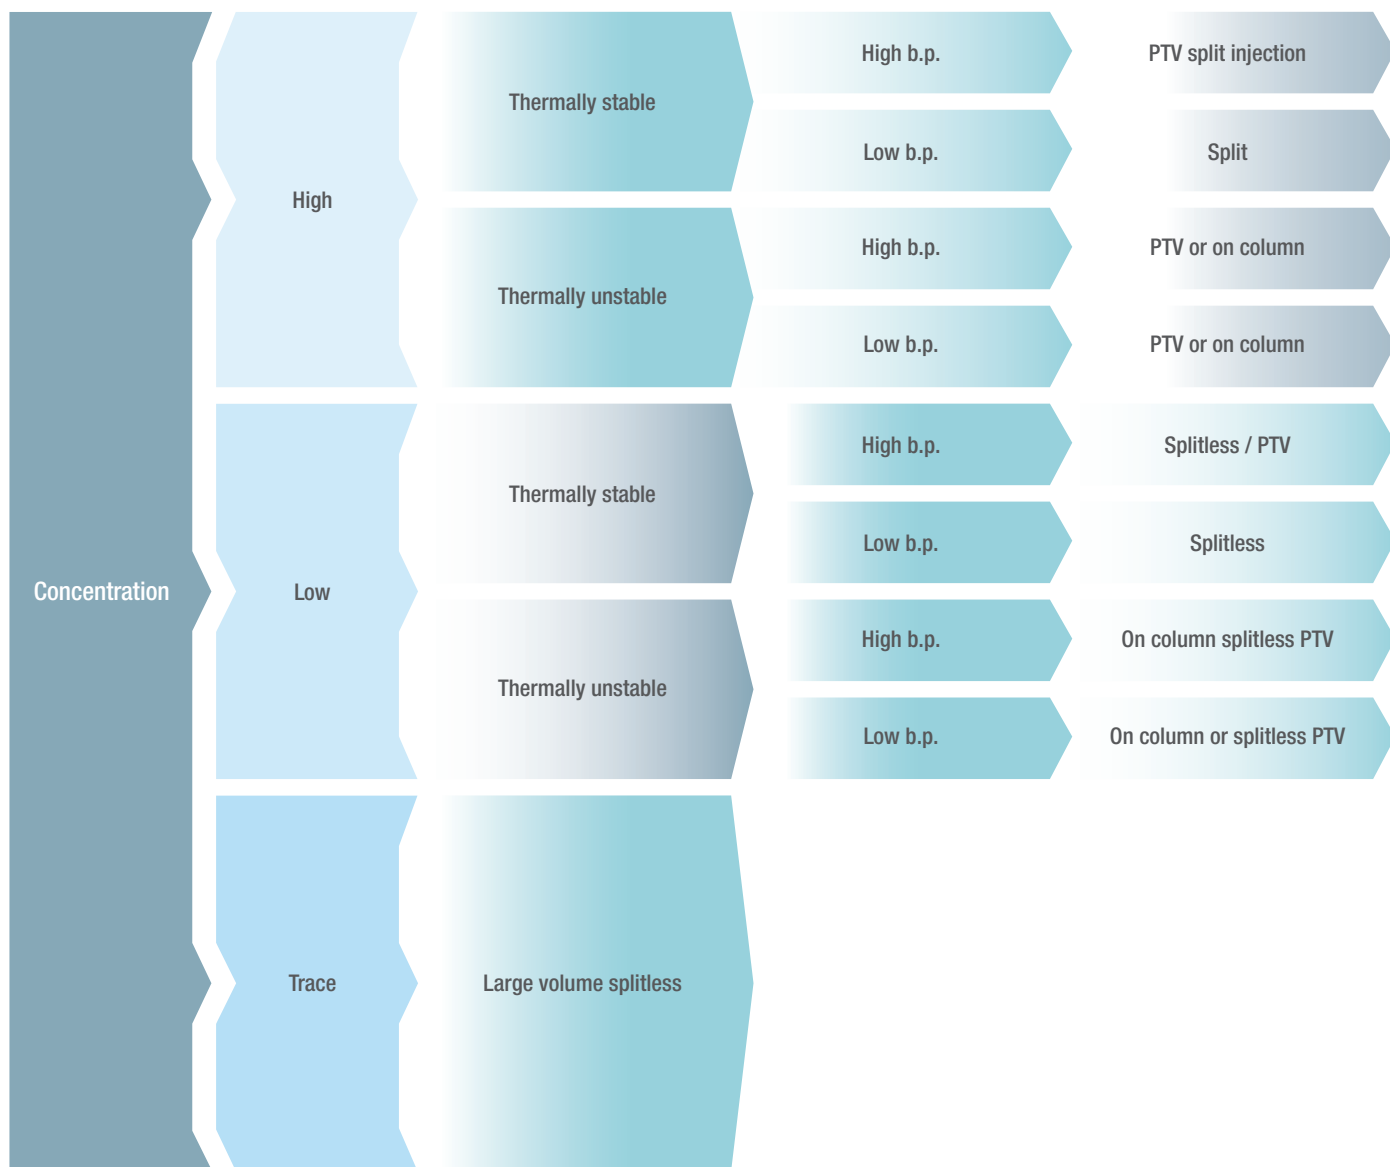 Concentration
High
Thermally stable
High b.p.
PTV split injection
Low b.p.
Split
Thermally unstable
High b.p.
PTV or on column
Low b.p.
PTV or on column
Low
Thermally stable
High b.p.
Splitless / PTV
Low b.p.
Splitless
Thermally unstable
High b.p.
On column splitless PTV
Low b.p.
On column or splitless PTV
Trace
Large volume splitless